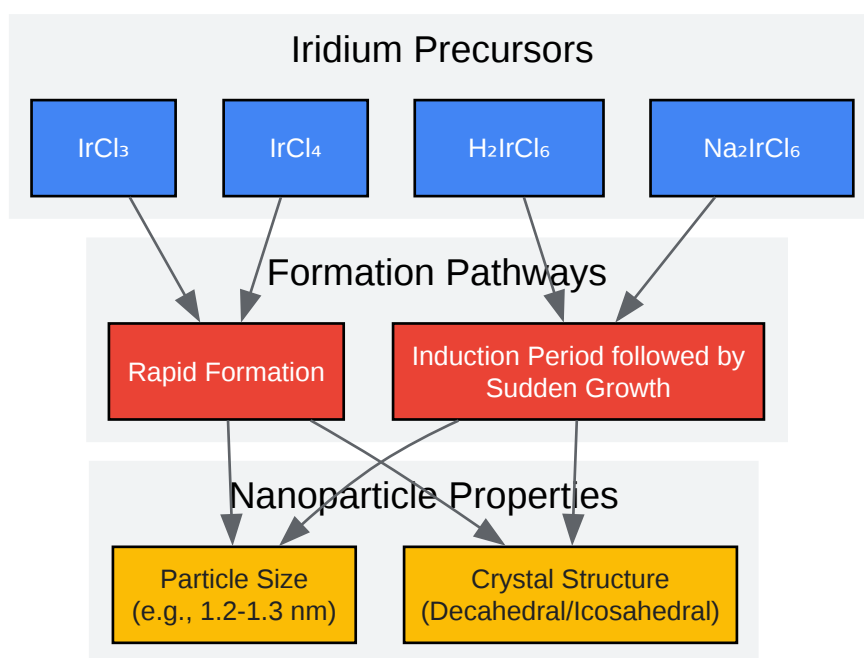 Iridium Precursors
IrCl₃
IrCl₄
H₂IrCl₆
Na₂IrCl₆
Formation Pathways
Rapid Formation
Induction Period followed by
Sudden Growth
Nanoparticle Properties
Particle Size
(e.g., 1.2-1.3 nm)
Crystal Structure
(Decahedral/Icosahedral)